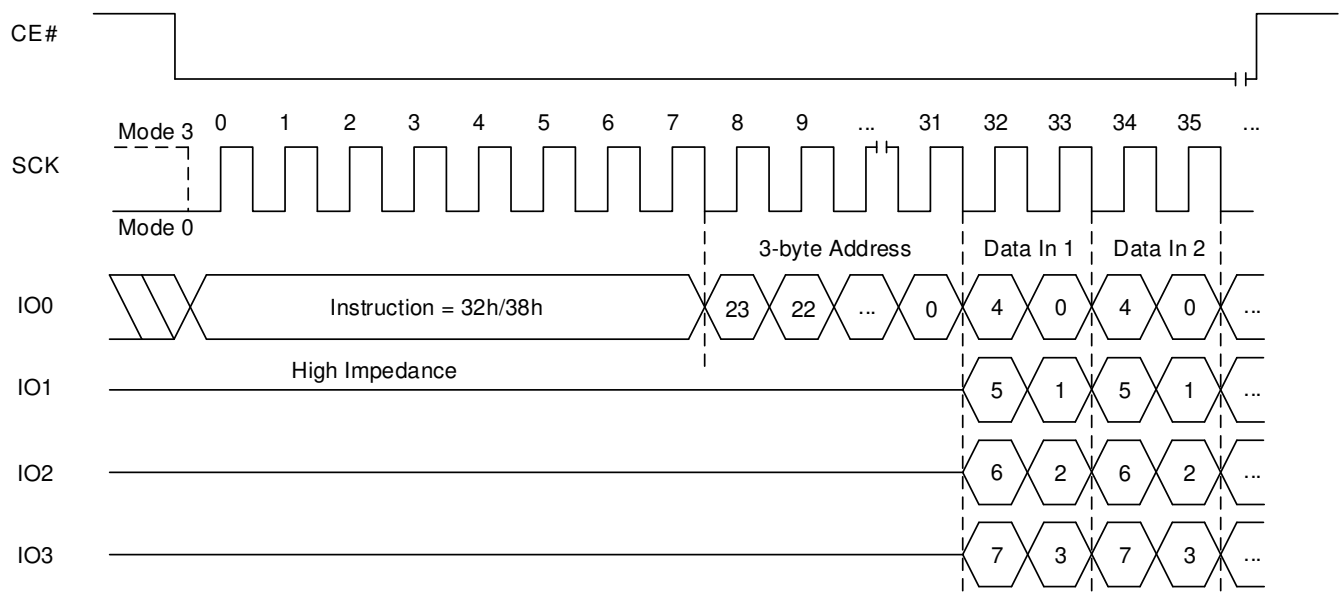 CE#
Mode 3 0 1 2 3 4 5 6 7 8 9 ... 31 32 33 34 35 ...
SCK
Mode 0
3-byte Address Data In 1 Data In 2
IO0 Instruction = 32h/38h 23 22 ... 0 4 0 4 0 ...
High Impedance
IO1 5 1 5 1 ...
IO2 6 2 6 2 ...
IO3 7 3 7 3 ...